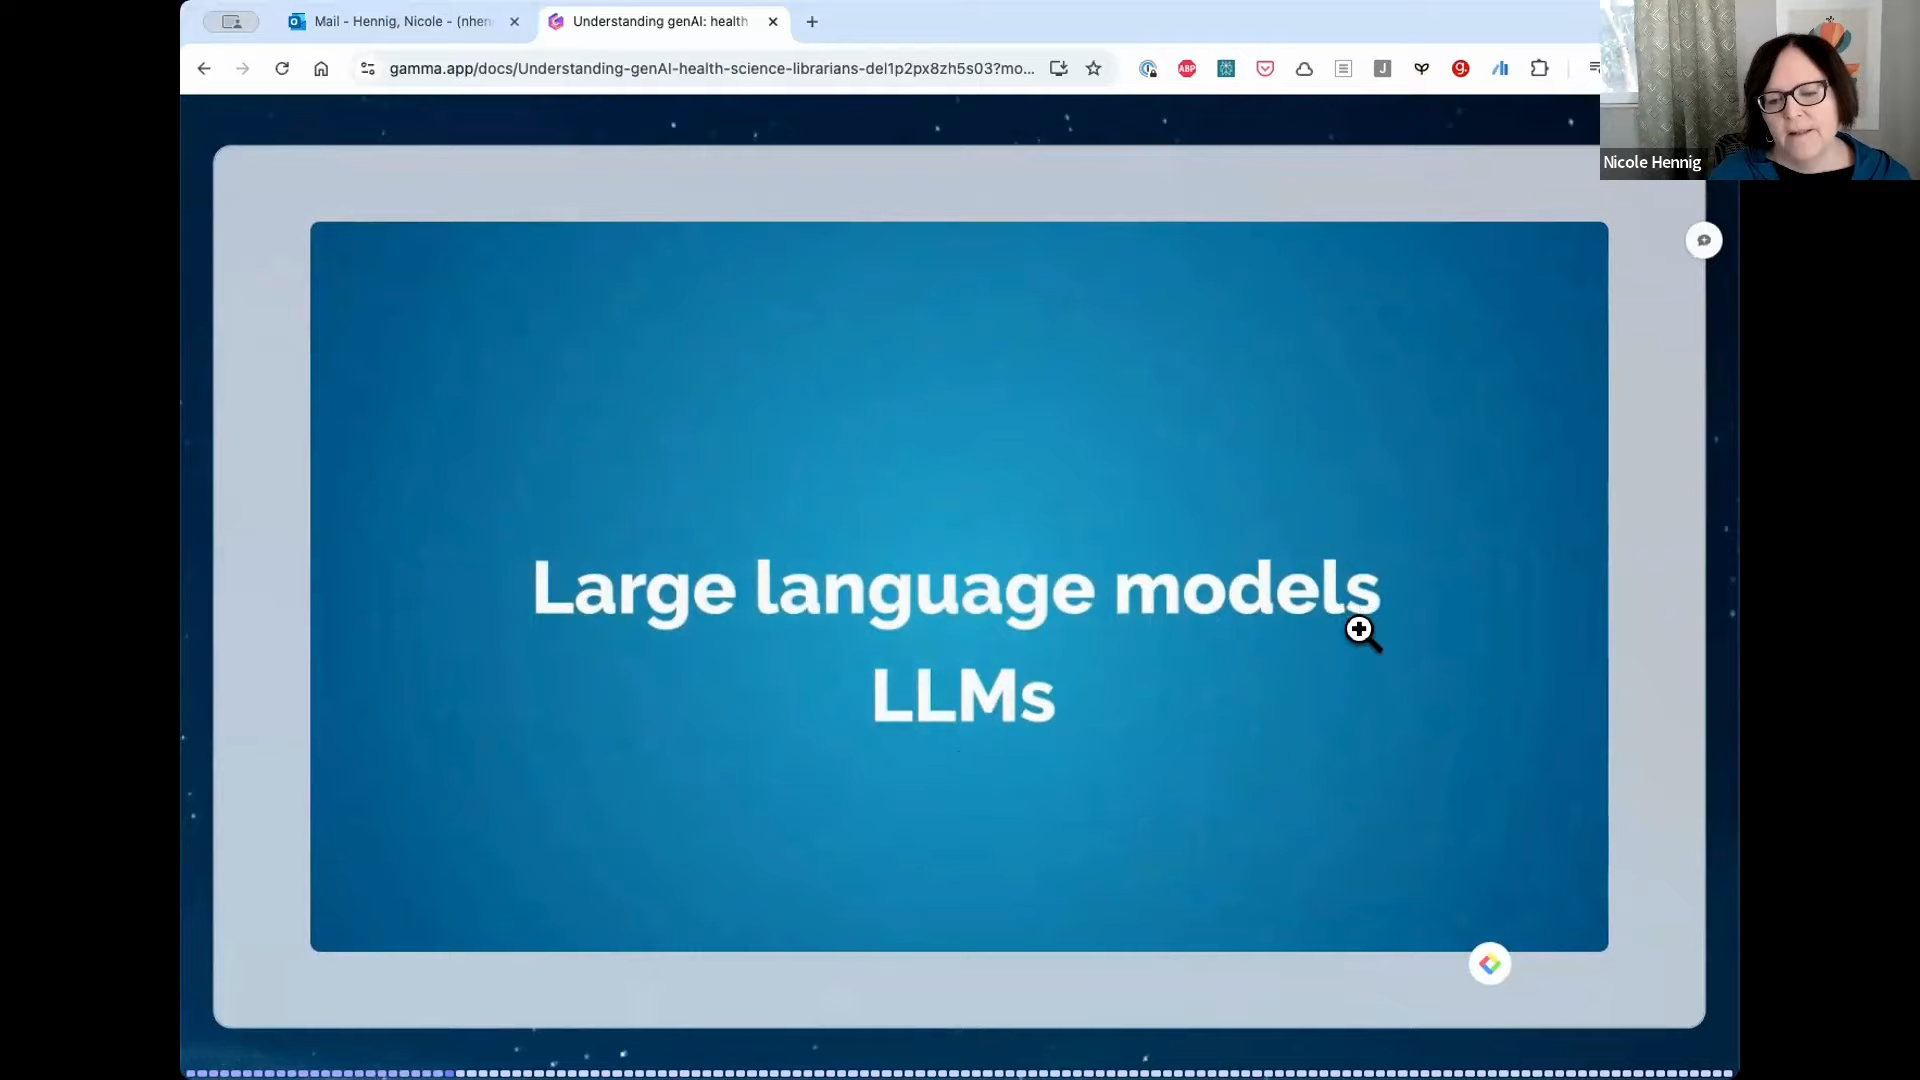 Mail - Hennig, Nicole - (nhen
Understanding genAI: health
gamma.app/docs/Understanding-genAI-health-science-librarians-del1p2px8zh5s03?mo...
ABP
J
g.
Nicole Hennig
Large language models
LLMs